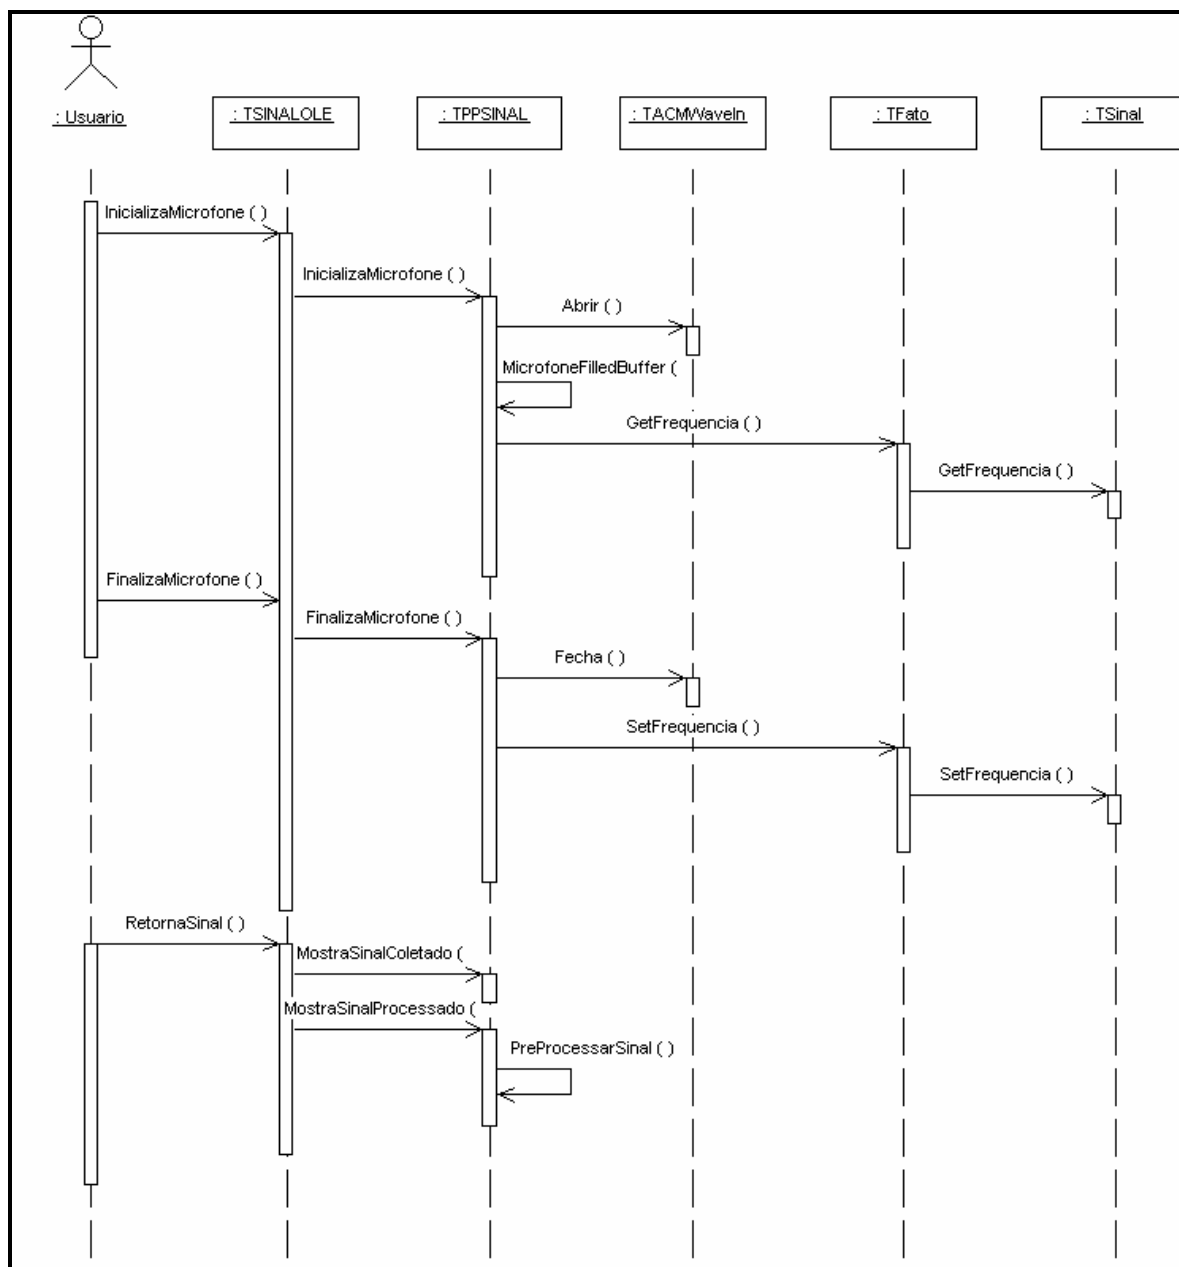 : Usuario
: TSINALOLE
: TPPSINAL
: TACMWaveIn
: TFato
: TSinal
InicializaMicrofone ( )
InicializaMicrofone ( )
Abrir ( )
MicrofoneFilledBuffer (
GetFrequencia ( )
GetFrequencia ( )
FinalizaMicrofone ( )
FinalizaMicrofone ( )
Fecha ( )
SetFrequencia ( )
SetFrequencia ( )
RetornaSinal ( )
MostraSinalColetado (
MostraSinalProcessado (
PreProcessarSinal ( )